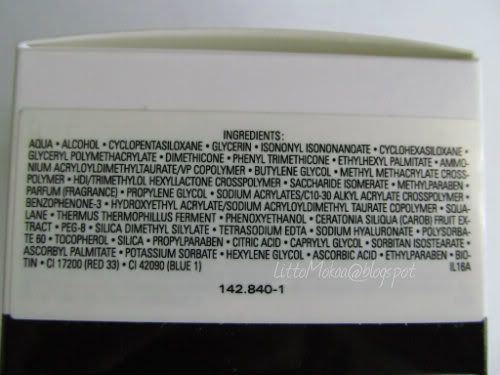 INGREDIENTS:
AQUA • ALCOHOL • CYCLOPENTASILOXANE • GLYCERIN • ISONONYL ISONONANOATE • CYCLOHEXASILOXANE •
GLYCERYL POLYMETHACRYLATE • DIMETHICONE • PHENYL TRIMETHICONE • ETHYLHEXYL PALMITATE • AMMO-
NIUM ACRYLOYLDIMETHYLTAURATE/VP COPOLYMER • BUTYLENE GLYCOL • METHYL METHACRYLATE CROSS-
POLYMER • HDI/TRIMETHYLOL HEXYLLACTONE CROSSPOLYMER • SACCHARIDE ISOMERATE • METHYLPARABEN •
PARFUM (FRAGRANCE) • PROPYLENE GLYCOL • SODIUM ACRYLATES/C10-30 ALKYL ACRYLATE CROSSPOLYMER •
BENZOPHENONE-3 • HYDROXYETHYL ACRYLATE/SODIUM ACRYLOYLDIMETHYL TAURATE COPOLYMER • SQUA-
LANE • THERMUS THERMOPHILLUS FERMENT • PHENOXYETHANOL • CERATONIA SILIQUA (CAROB) FRUIT EX-
TRACT • PEG-8 • SILICA DIMETHYL SILYLATE • TETRASODIUM EDTA • SODIUM HYALURONATE • POLYSORBA-
TE 60 • TOCOPHEROL • SILICA • PROPYLPARABEN • CITRIC ACID • CAPRYLYL GLYCOL • SORBITAN ISOSTEARATE •
ASCORBYL PALMITATE • POTASSIUM SORBATE • HEXYLENE GLYCOL • ASCORBIC ACID • ETHYLPARABEN • BIO-
TIN • CI 17200 (RED 33) • CI 42090 (BLUE 1) IL16A
LittoMokaa@blogspot
142.840-1